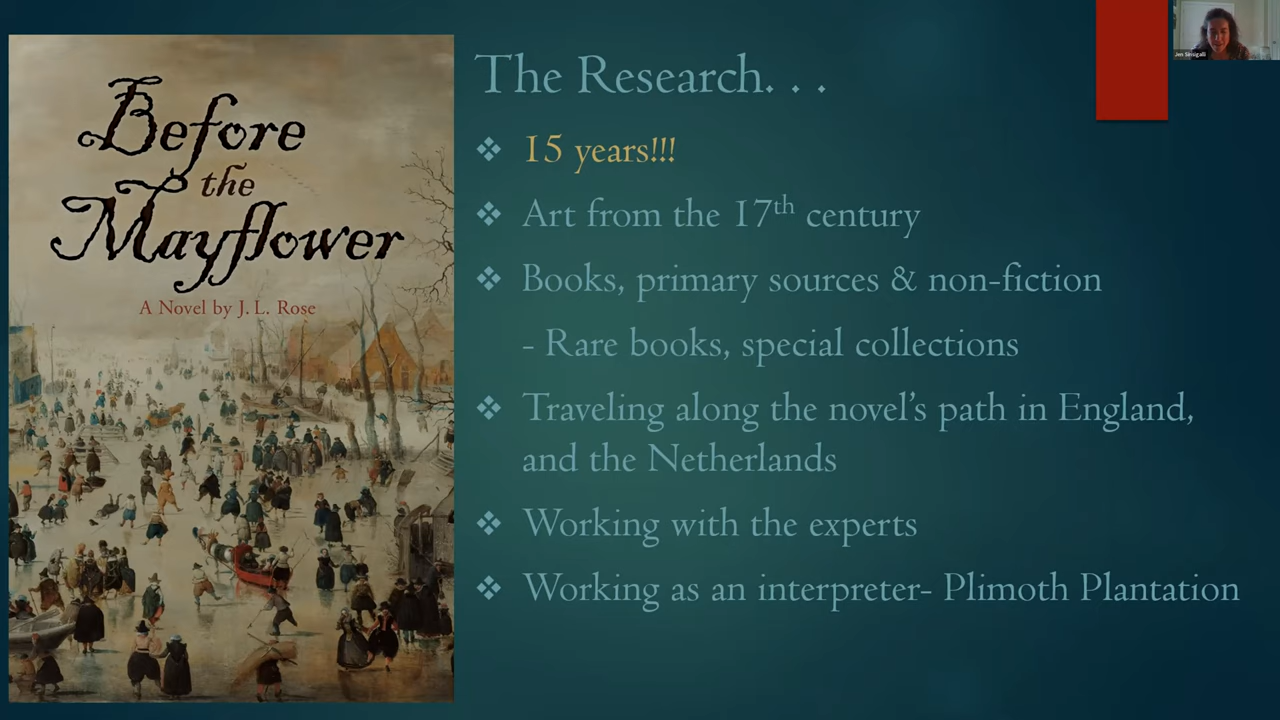 Before
the
Mayflower
A Novel by J. L. Rose
The Research. . .
15 years!!!
Art from the 17th century
Books, primary sources & non-fiction
- Rare books, special collections
Traveling along the novel’s path in England,
and the Netherlands
Working with the experts
Working as an interpreter- Plimoth Plantation
Jen Senigalli